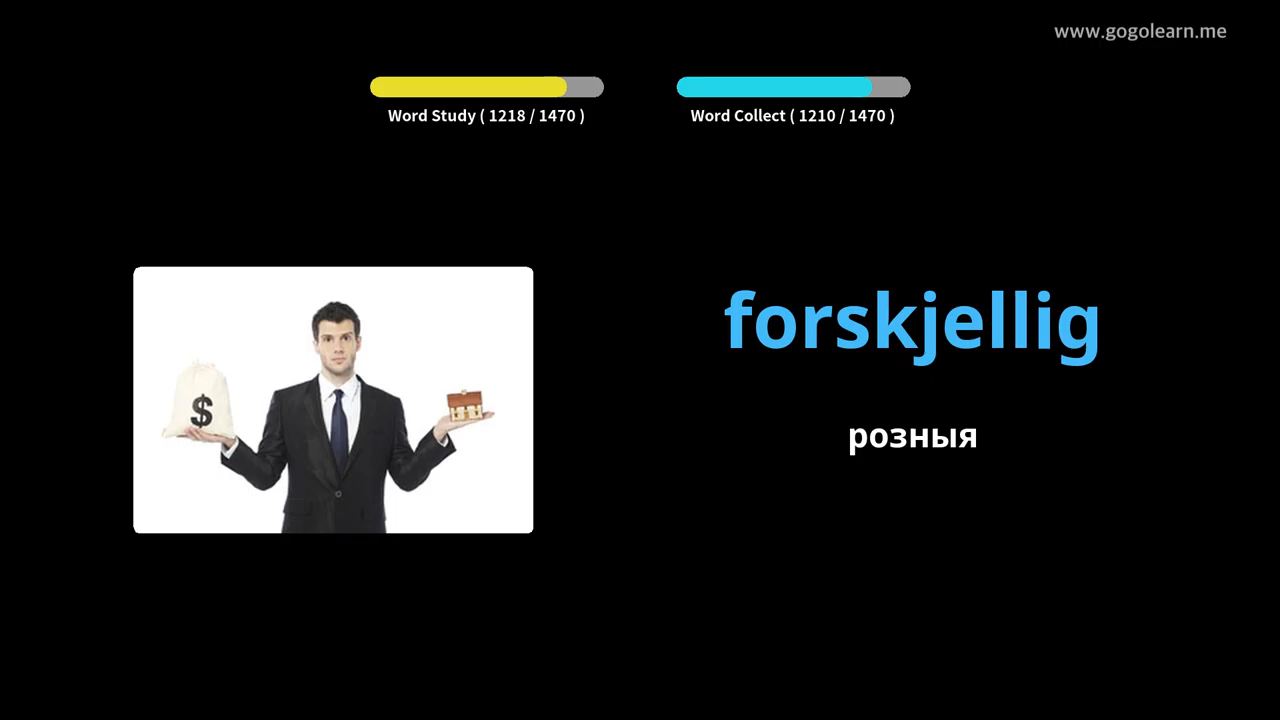 www.gogolearn.me
Word Study ( 1218 / 1470 )
Word Collect ( 1210 / 1470 )
$
forskjellig
розныя